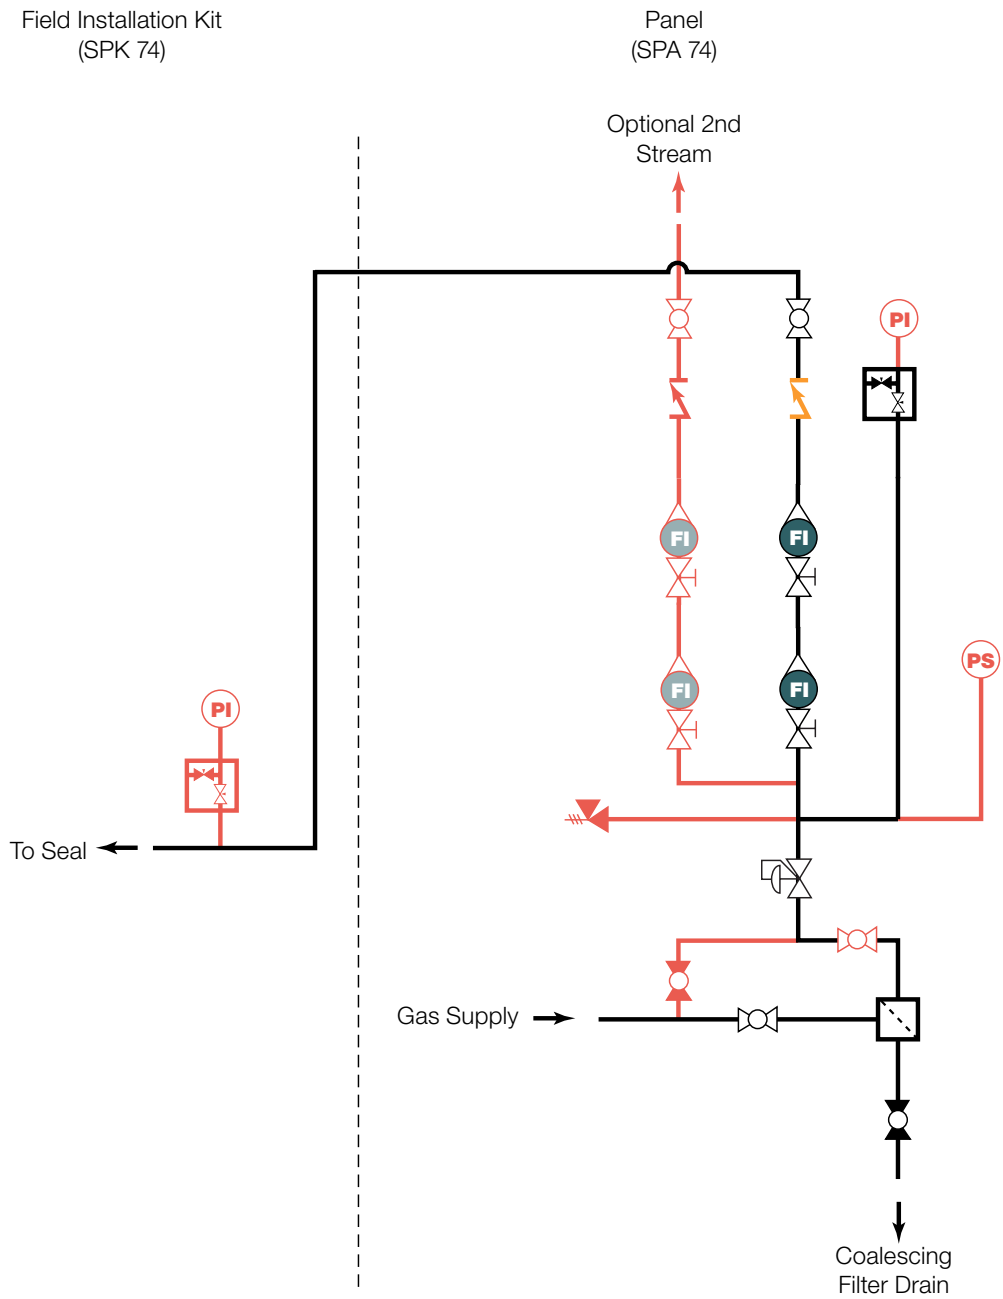 Field Installation Kit
(SPK 74)
Panel
(SPA 74)
Optional 2nd
Stream
PI
FI
FI
PS
FI
FI
PI
To Seal
Gas Supply
Coalescing
Filter Drain